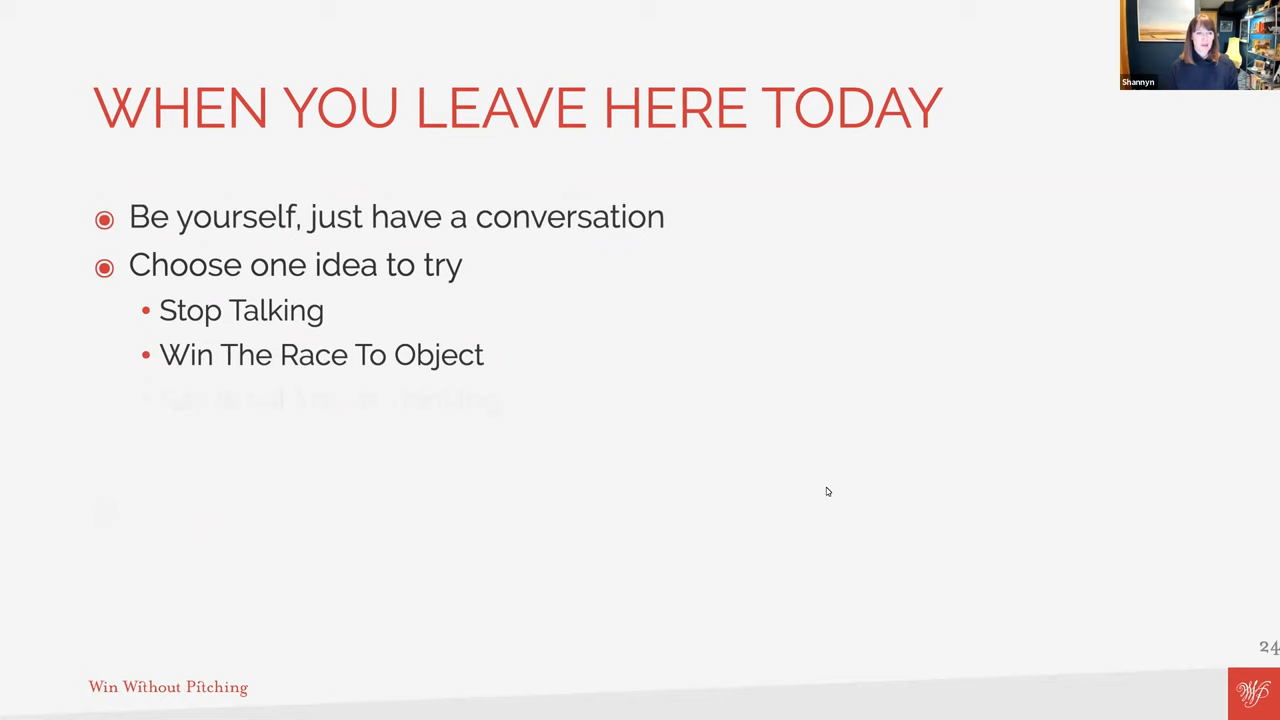 Shannyn
WHEN YOU LEAVE HERE TODAY
Be yourself, just have a conversation
Choose one idea to try
Stop Talking
Win The Race To Object
24
Win Without Pitching